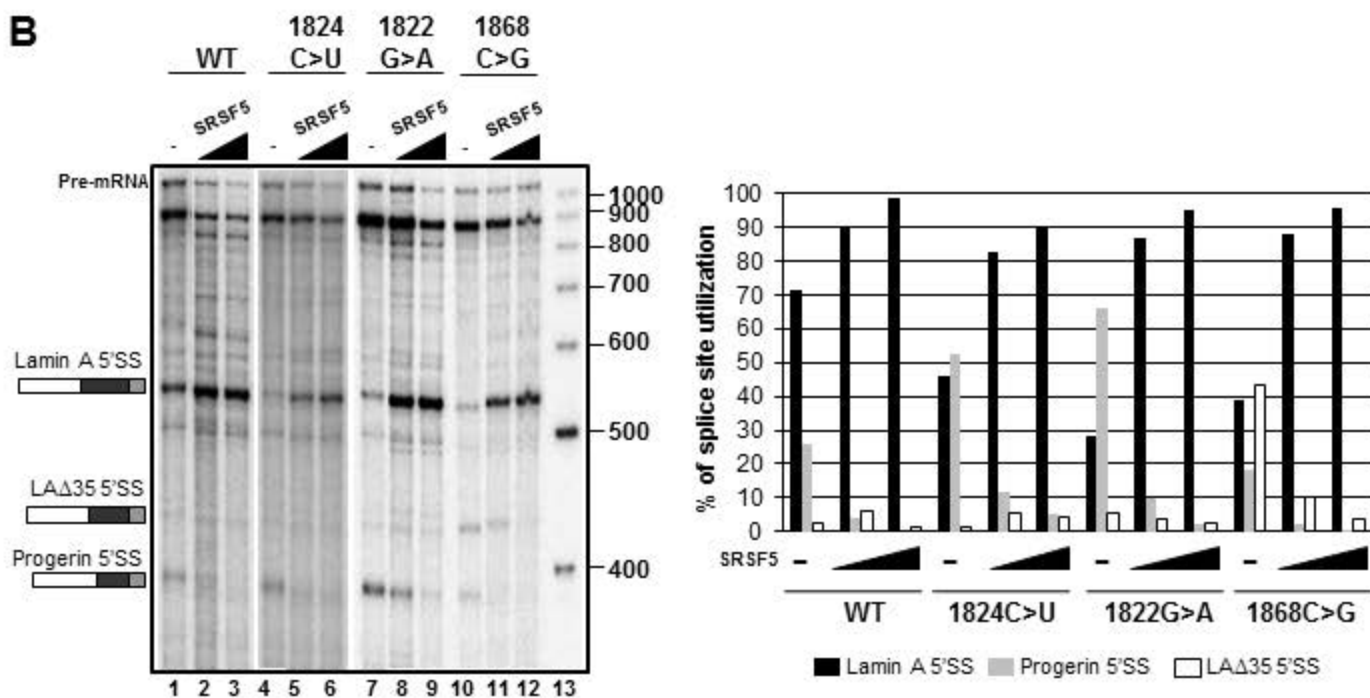 B
WT
1824
C>U
1822
G>A
1868
C>G
- SRSF5 - SRSF5 - SRSF5 - SRSF5
Pre-mRNA
1000
900
800
700
600
Lamin A 5'SS
500
LAΔ35 5'SS
Progerin 5'SS
400
1 2 3 4 5 6 7 8 9 10 11 12 13
% of splice site utilization
100
90
80
70
60
50
40
30
20
10
0
SRSF5 - - - -
WT 1824C>U 1822G>A 1868C>G
Lamin A 5'SS Progerin 5'SS LAΔ35 5'SS